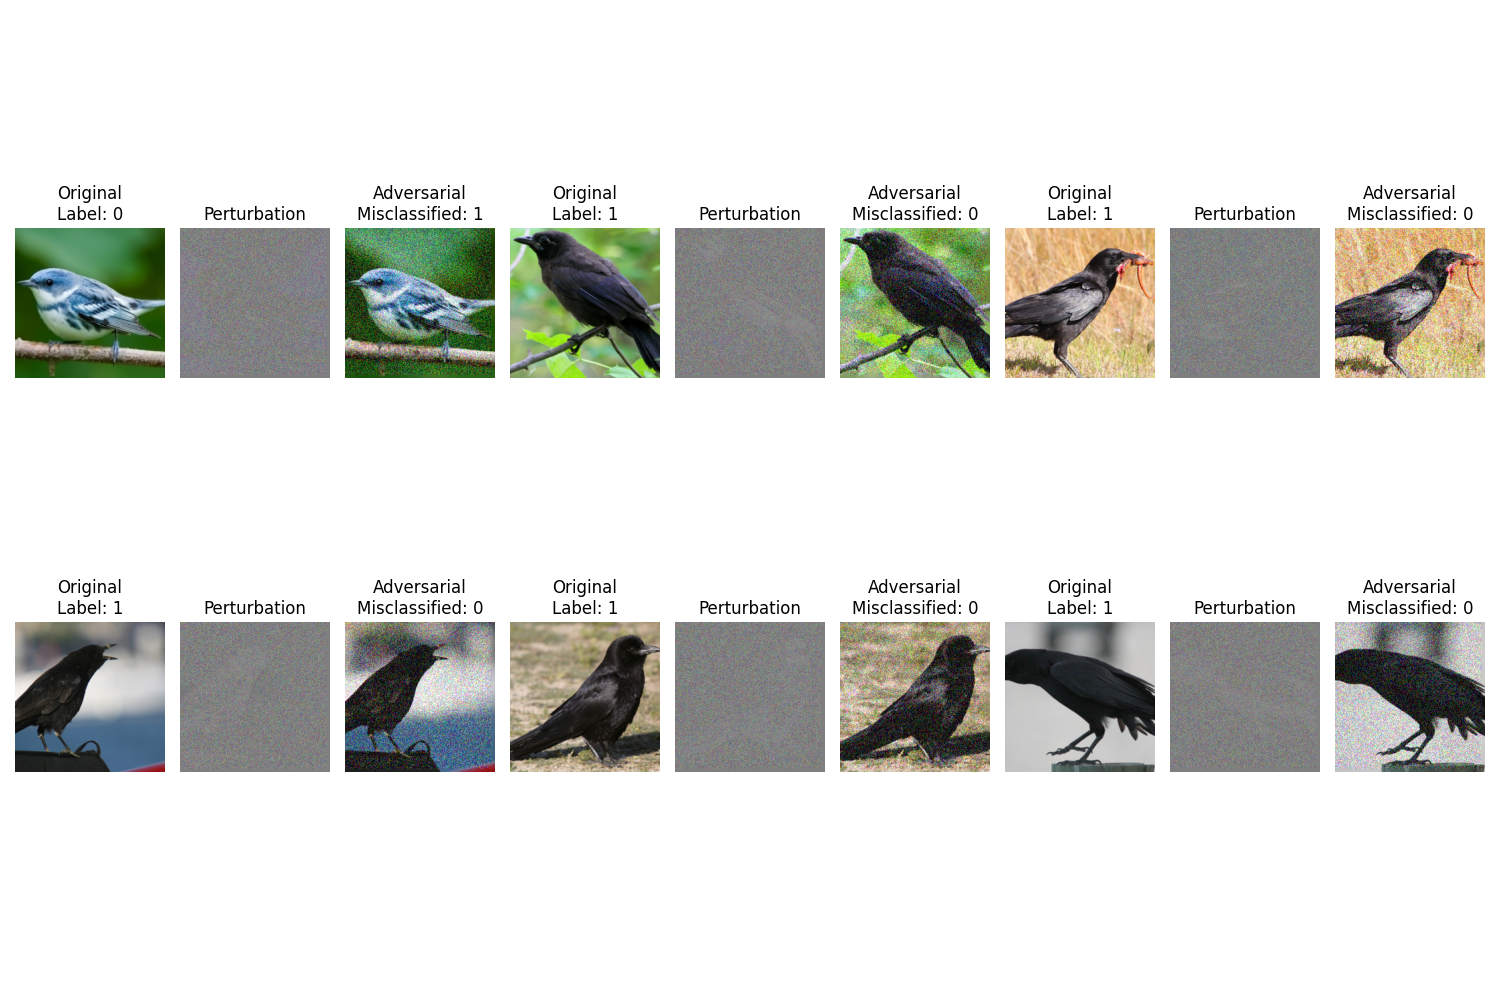 Original
Label: 0
Perturbation
Adversarial
Misclassified: 1
Original
Label: 1
Perturbation
Adversarial
Misclassified: 0
Original
Label: 1
Perturbation
Adversarial
Misclassified: 0
Original
Label: 1
Perturbation
Adversarial
Misclassified: 0
Original
Label: 1
Perturbation
Adversarial
Misclassified: 0
Original
Label: 1
Perturbation
Adversarial
Misclassified: 0